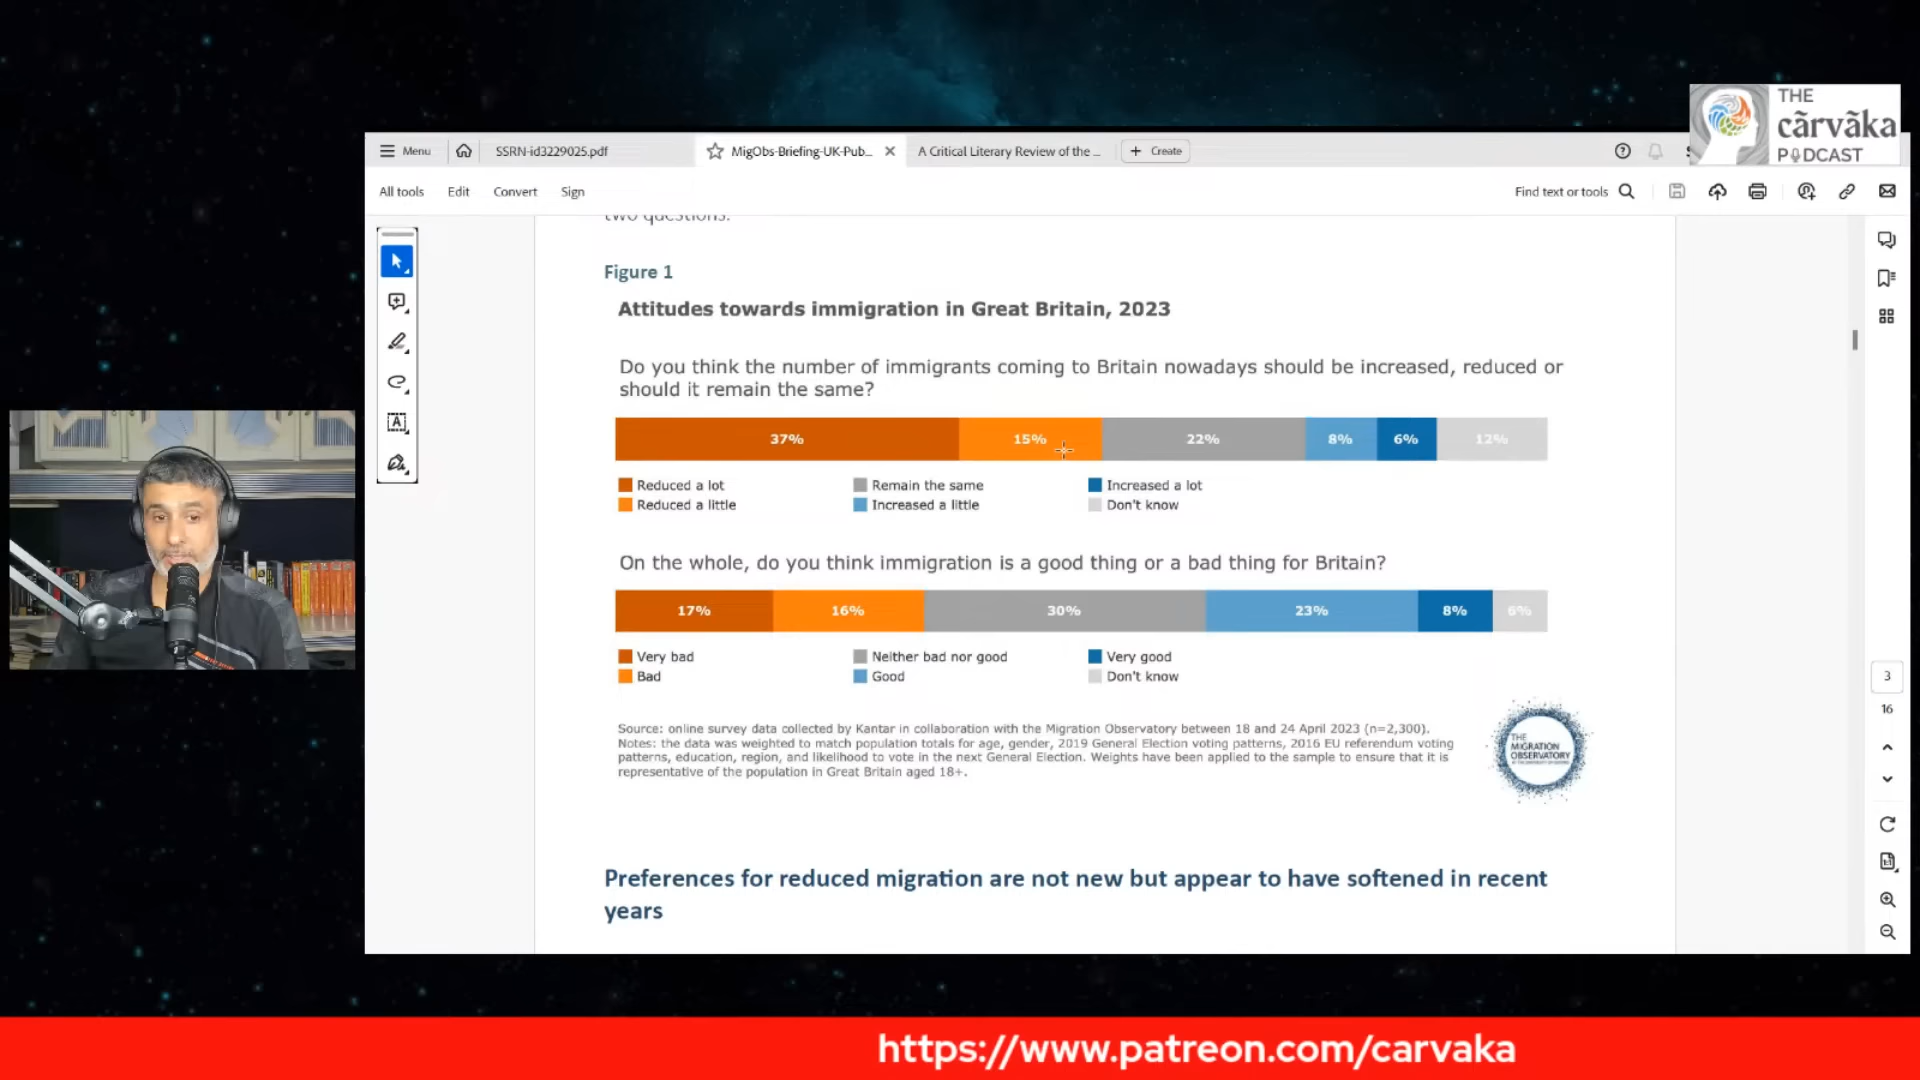 THE
cārvāka
PODCAST
Menu
SSRN-id3229025.pdf
MigObs-Briefing-UK-Pub...
A Critical Literary Review of the ...
Create
All tools
Edit
Convert
Sign
Find text or tools
two questions.
Figure 1
Attitudes towards immigration in Great Britain, 2023
Do you think the number of immigrants coming to Britain nowadays should be increased, reduced or
should it remain the same?
37% 15% 22% 8% 6% 12%
Reduced a lot Remain the same Increased a lot
Reduced a little Increased a little Don't know
On the whole, do you think immigration is a good thing or a bad thing for Britain?
17% 16% 30% 23% 8% 6%
Very bad Neither bad nor good Very good
Bad Good Don't know
Source: online survey data collected by Kantar in collaboration with the Migration Observatory between 18 and 24 April 2023 (n=2,300).
Notes: the data was weighted to match population totals for age, gender, 2019 General Election voting patterns, 2016 EU referendum voting
patterns, education, region, and likelihood to vote in the next General Election. Weights have been applied to the sample to ensure that it is
representative of the population in Great Britain aged 18+.
THE
MIGRATION
OBSERVATORY
3
16
Preferences for reduced migration are not new but appear to have softened in recent
years
https://www.patreon.com/carvaka